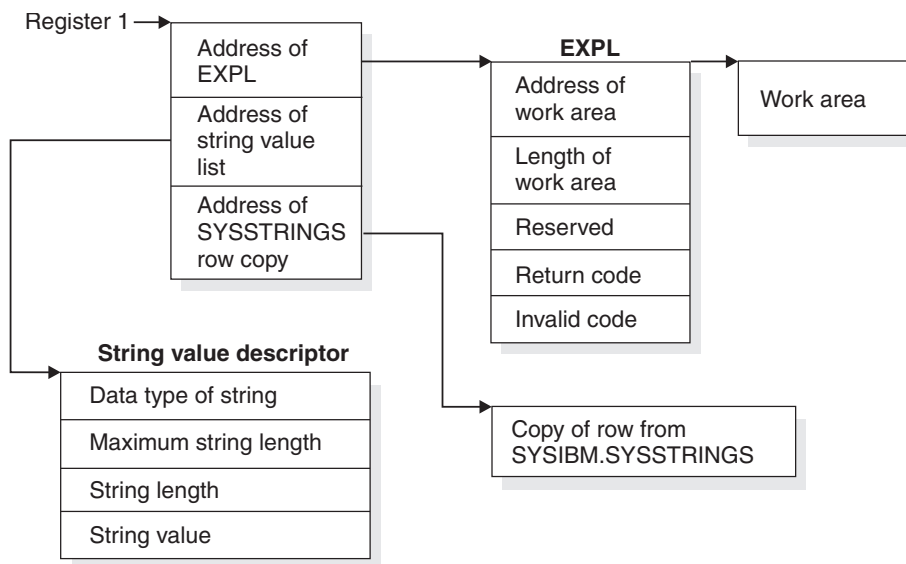 Register 1
Address of
EXPL
Address of
string value
list
Address of
SYSSTRINGS
row copy
EXPL
Address of
work area
Length of
work area
Reserved
Return code
Invalid code
Work area
String value descriptor
Data type of string
Maximum string length
String length
String value
Copy of row from
SYSIBM.SYSSTRINGS